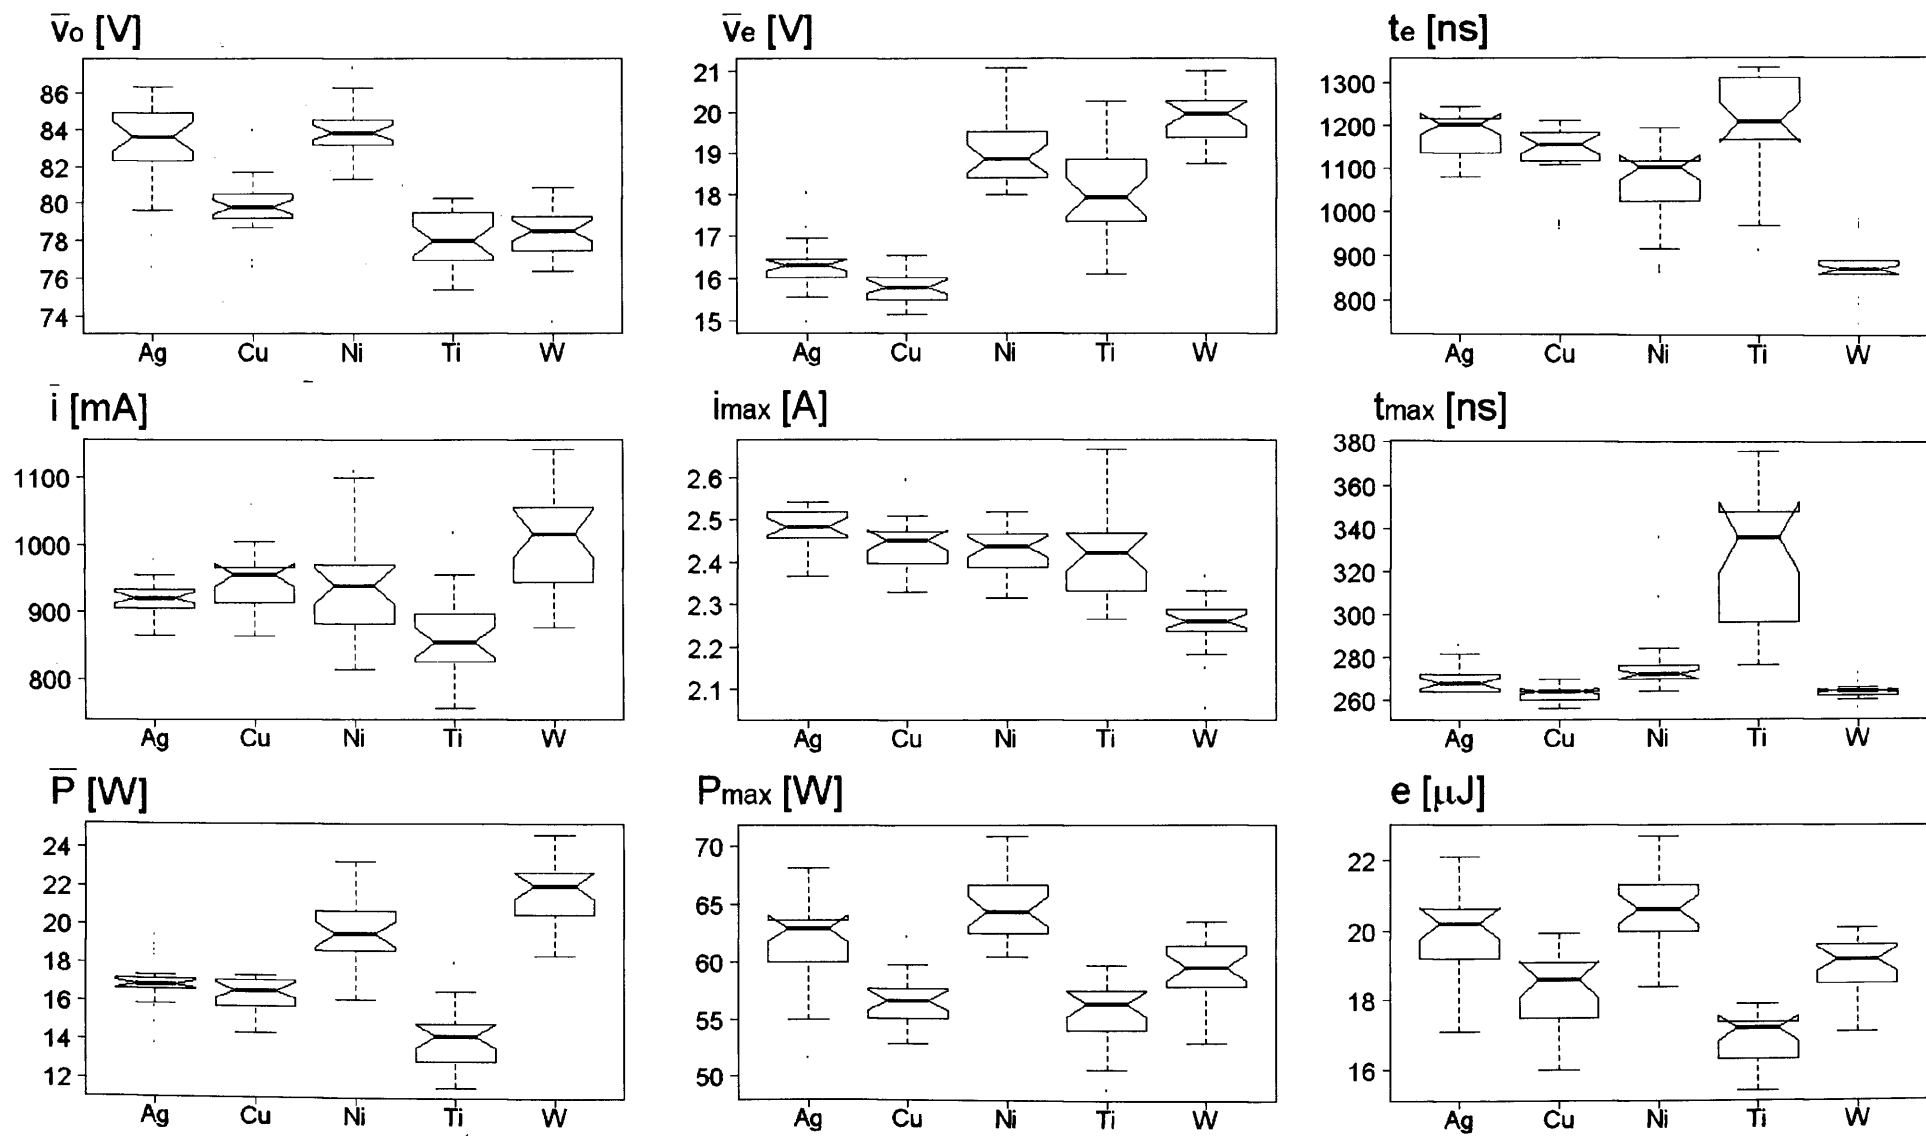 v̅o [V]
86
84
82
80
78
76
74
Ag Cu Ni Ti W
v̅e [V]
21
20
19
18
17
16
15
Ag Cu Ni Ti W
te [ns]
1300
1200
1100
1000
900
800
Ag Cu Ni Ti W
i̅ [mA]
1100
1000
900
800
Ag Cu Ni Ti W
imax [A]
2.6
2.5
2.4
2.3
2.2
2.1
Ag Cu Ni Ti W
tmax [ns]
380
360
340
320
300
280
260
Ag Cu Ni Ti W
P̅ [W]
24
22
20
18
16
14
12
Ag Cu Ni Ti W
Pmax [W]
70
65
60
55
50
Ag Cu Ni Ti W
e [μJ]
22
20
18
16
Ag Cu Ni Ti W